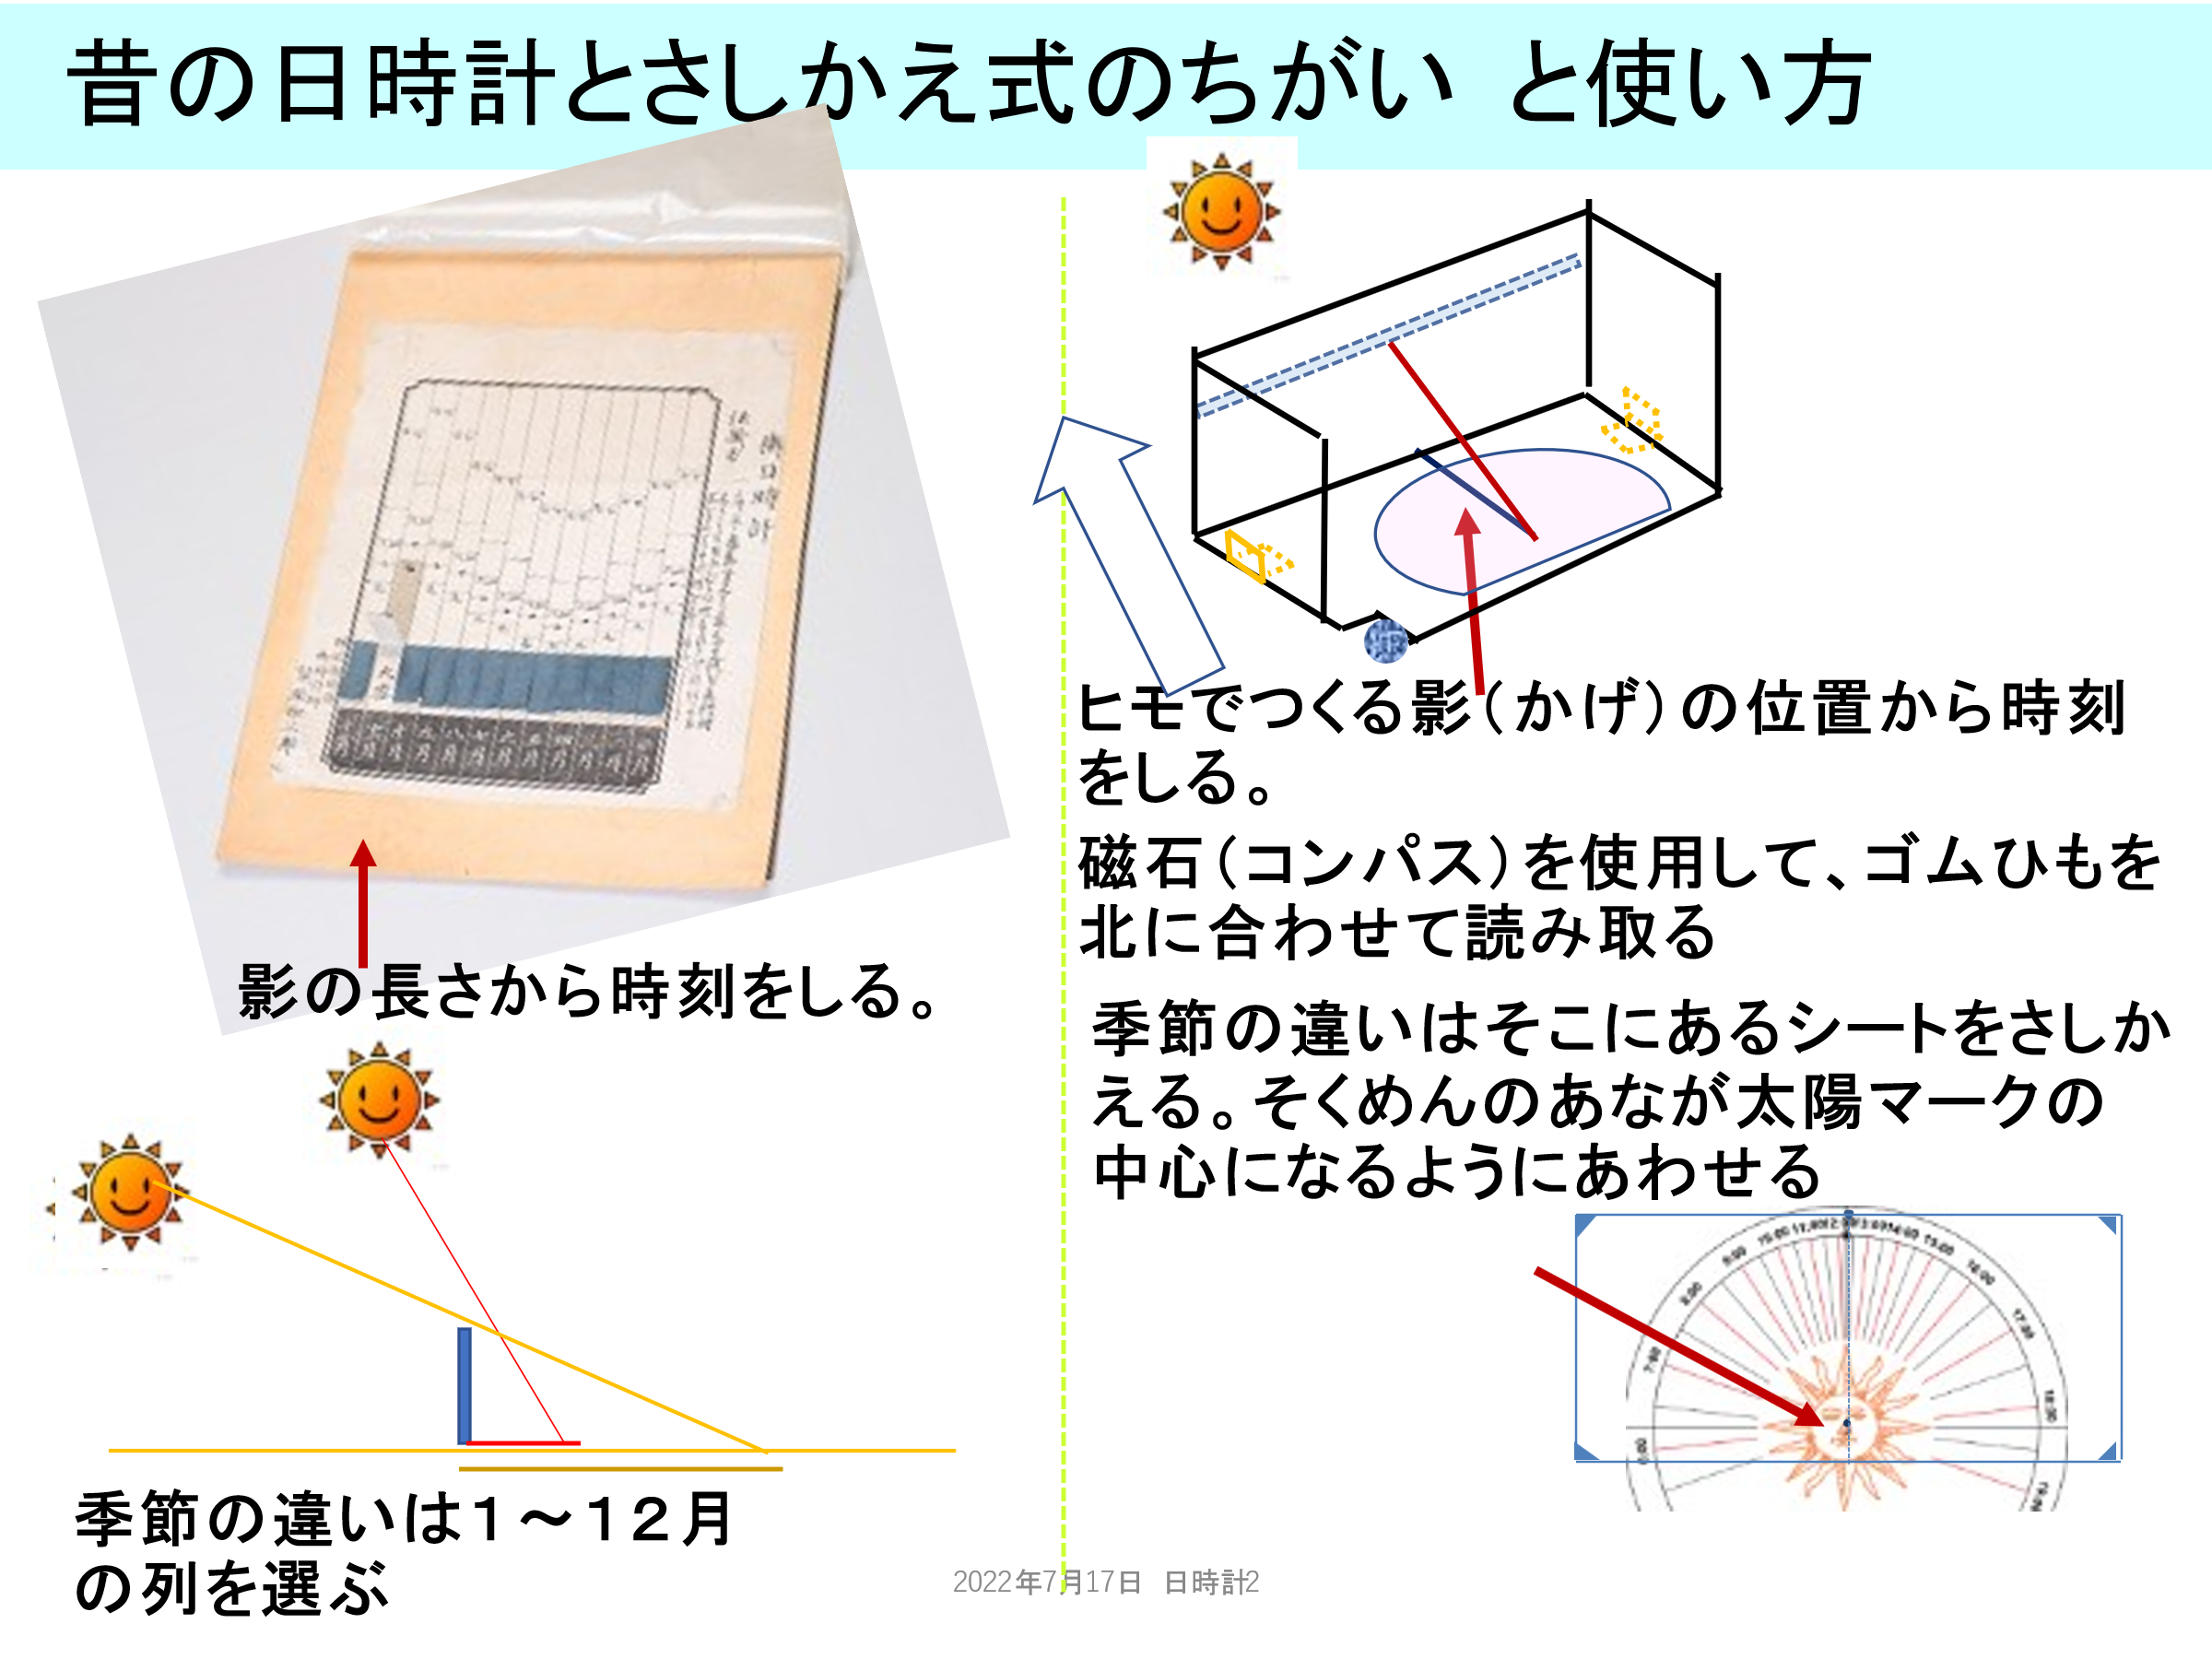 昔の日時計とさしかえ式のちがい と使い方
影の長さから時刻をしる。
季節の違いは１～１２月
の列を選ぶ
ヒモでつくる影（かげ）の位置から時刻
をしる。
磁石（コンパス）を使用して、ゴムひもを
北に合わせて読み取る
季節の違いはそこにあるシートをさしか
える。そくめんのあなが太陽マークの
中心になるようにあわせる
2022年7月17日 日時計2